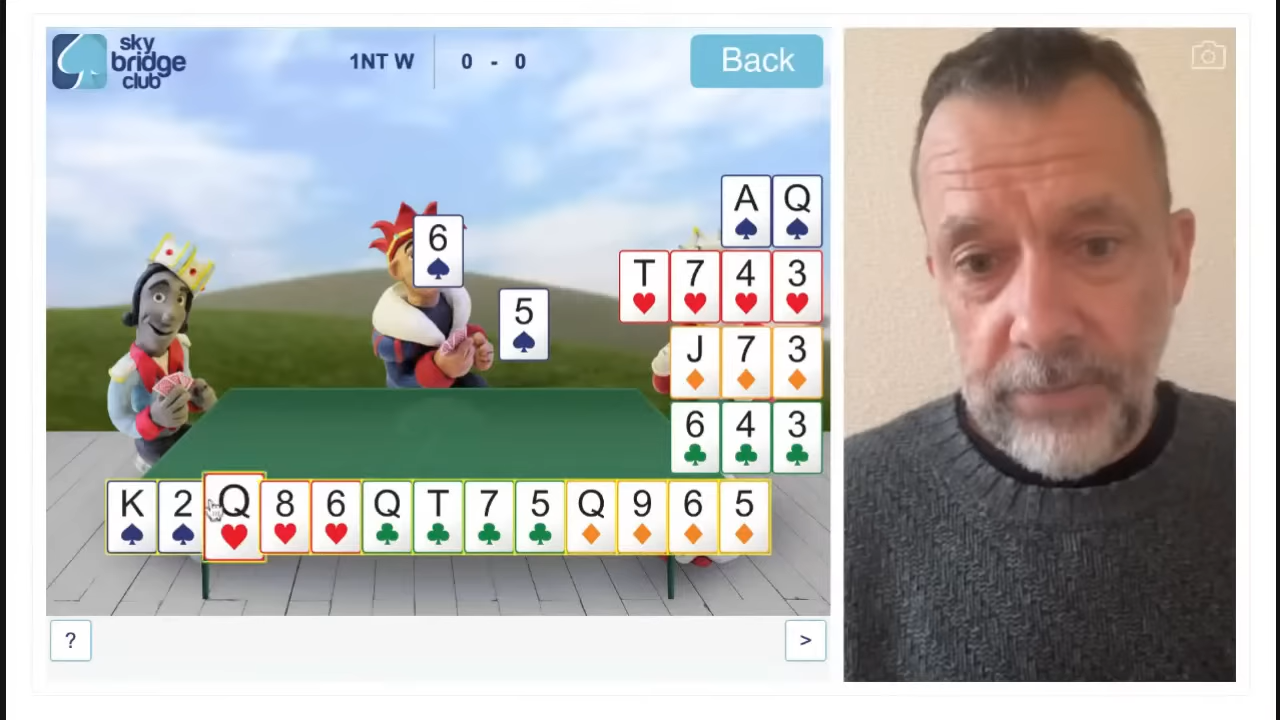 sky
bridge
club
1NT W
0 - 0
Back
A Q
6
T 7 4 3
5
J 7 3
6 4 3
K 2 Q 8 6 Q T 7 5 Q 9 6 5
?
>